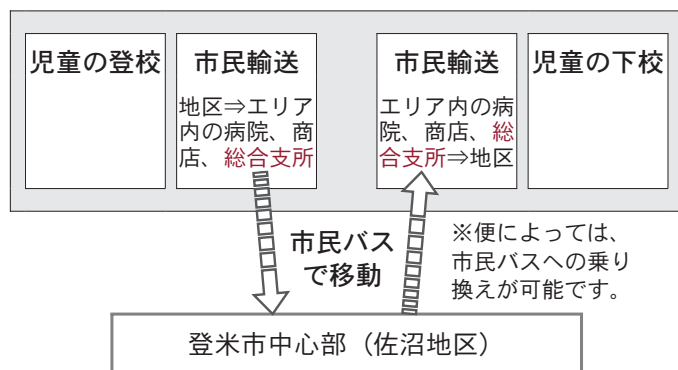 児童の登校
市民輸送
地区⇒エリア
内の病院、商
店、総合支所
市民輸送
エリア内の病
院、商店、総
合支所⇒地区
児童の下校
市民バス
で移動
※便によっては、
市民バスへの乗り
換えが可能です。
登米市中心部（佐沼地区）